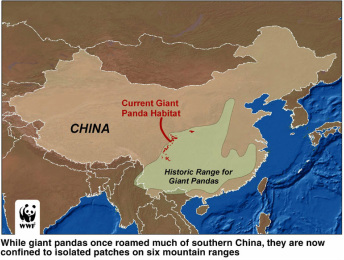 Current Giant
Panda Habitat
CHINA
Historic Range for
Giant Pandas
WWF
While giant pandas once roamed much of southern China, they are now
confined to isolated patches on six mountain ranges